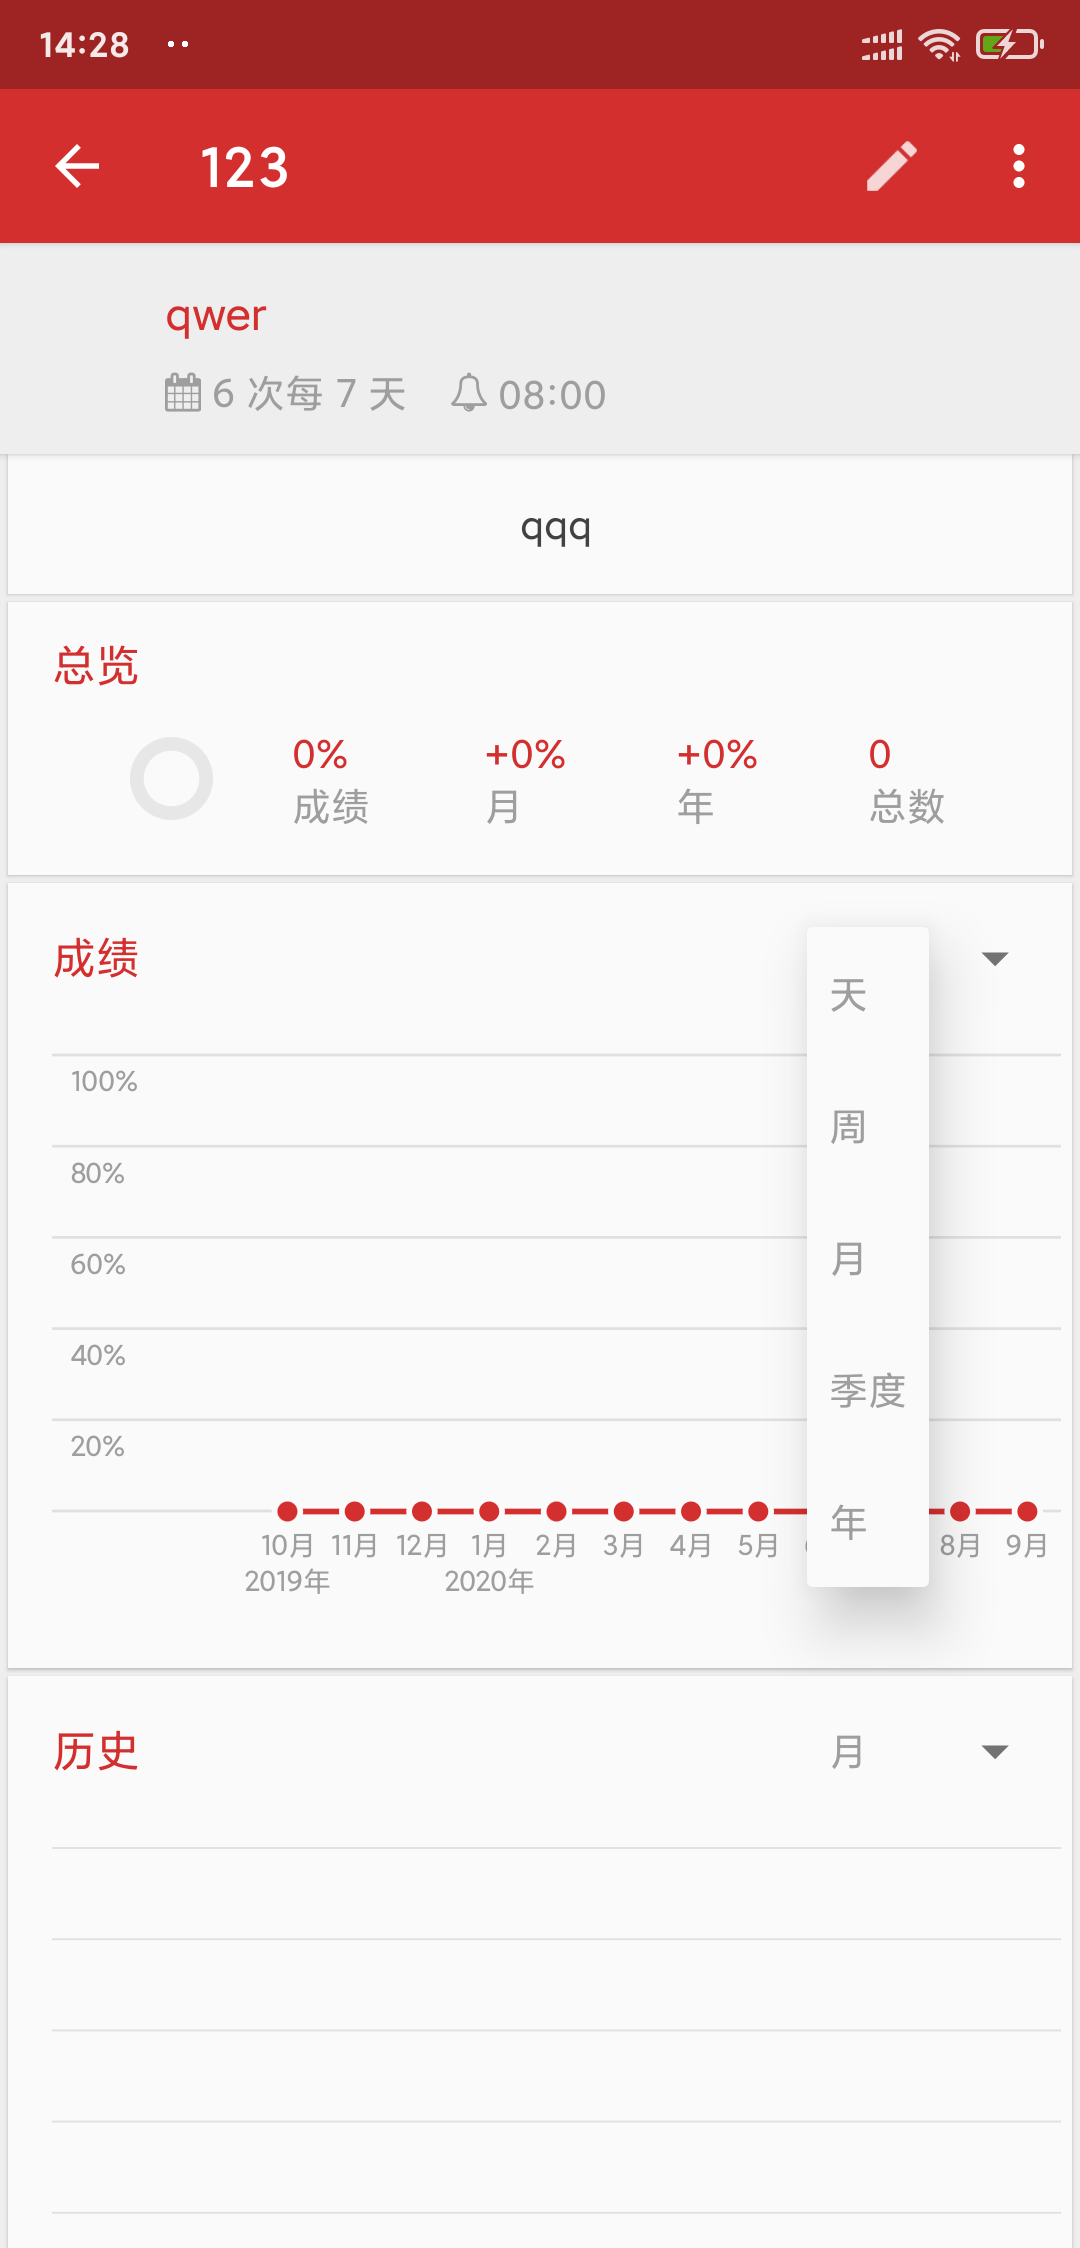 14:28
123
qwer
6 次每 7 天 08:00
qqq
总览
0% +0% +0% 0
成绩 月 年 总数
成绩
天
周
月
季度
年
100%
80%
60%
40%
20%
10月 11月 12月 1月 2月 3月 4月 5月 8月 9月
2019年 2020年
历史 月